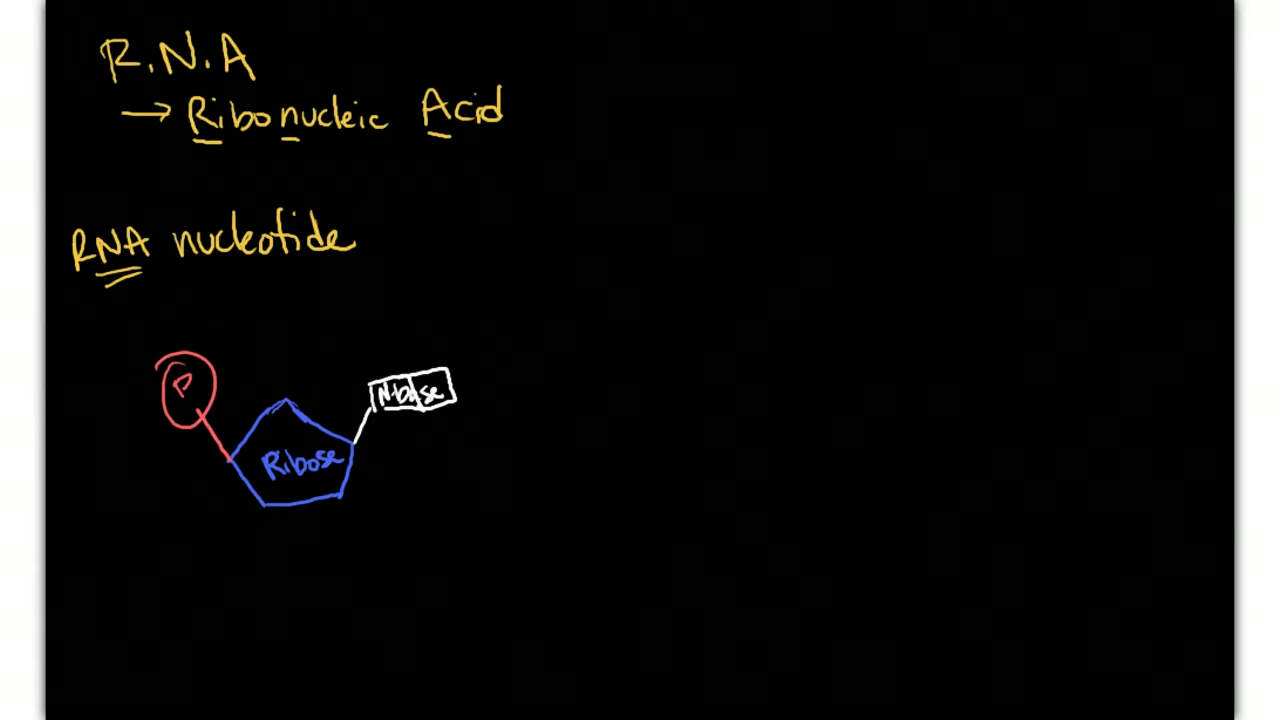 R.N.A
→ Ribonucleic Acid
RNA nucleotide
P
N-base
Ribose